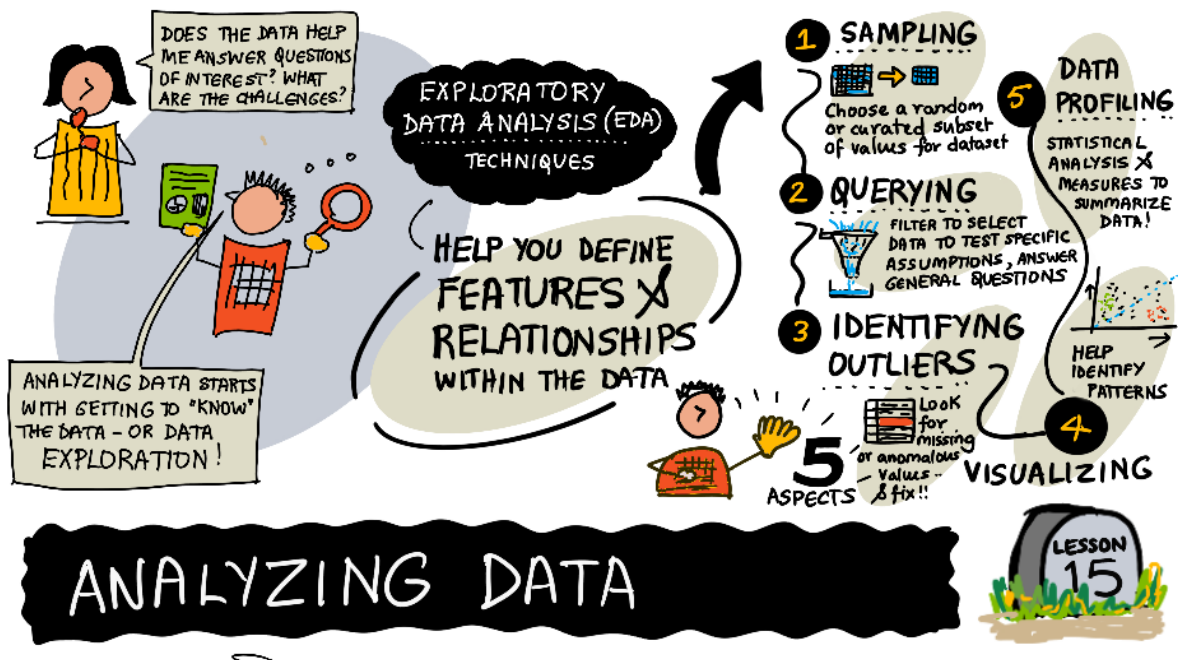 DOES THE DATA HELP
ME ANSWER QUESTIONS
OF INTEREST? WHAT
ARE THE CHALLENGES?
ANALYZING DATA STARTS
WITH GETTING TO "KNOW"
THE DATA - OR DATA
EXPLORATION!
EXPLORATORY
DATA ANALYSIS (EDA)
TECHNIQUES
HELP YOU DEFINE
FEATURES &
RELATIONSHIPS
WITHIN THE DATA
5
ASPECTS
1 SAMPLING
Choose a random
or curated subset
of values for dataset
2 QUERYING
FILTER TO SELECT
DATA TO TEST SPECIFIC
ASSUMPTIONS, ANSWER
GENERAL QUESTIONS
3 IDENTIFYING
OUTLIERS
LOOK
for
missing
or anomalous
values --
& fix!!
4
VISUALIZING
HELP
IDENTIFY
PATTERNS
5 DATA
PROFILING
STATISTICAL
ANALYSIS &
MEASURES TO
SUMMARIZE
DATA!
ANALYZING DATA
LESSON
15